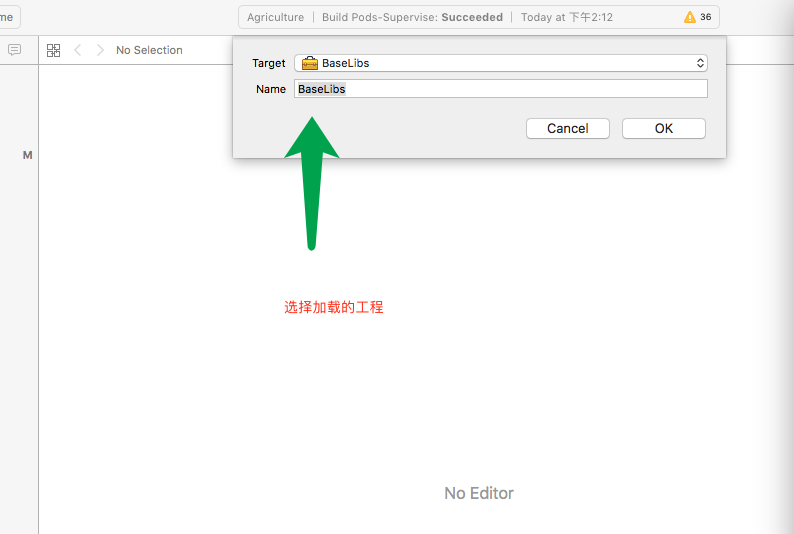 me
Agriculture | Build Pods-Supervise: Succeeded | Today at 下午2:12
36
No Selection
Target BaseLibs
Name BaseLibs
Cancel OK
M
选择加载的工程
No Editor